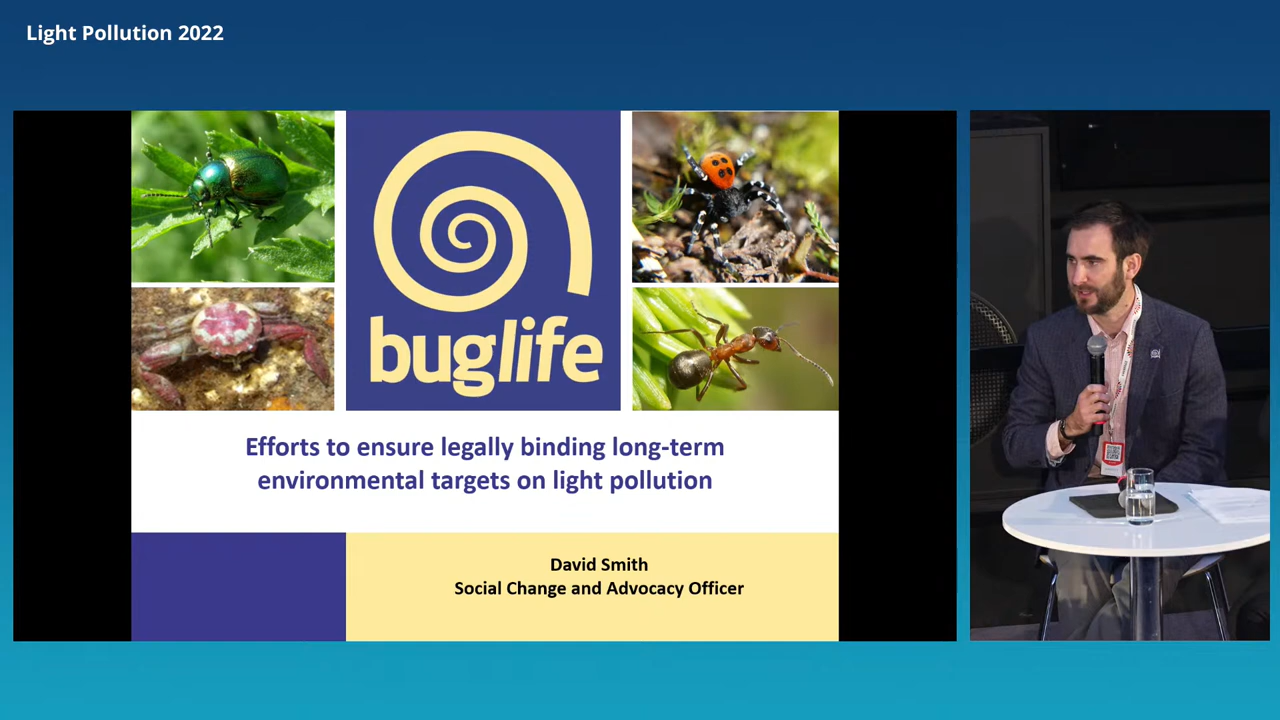 Light Pollution 2022
buglife
Efforts to ensure legally binding long-term
environmental targets on light pollution
David Smith
Social Change and Advocacy Officer